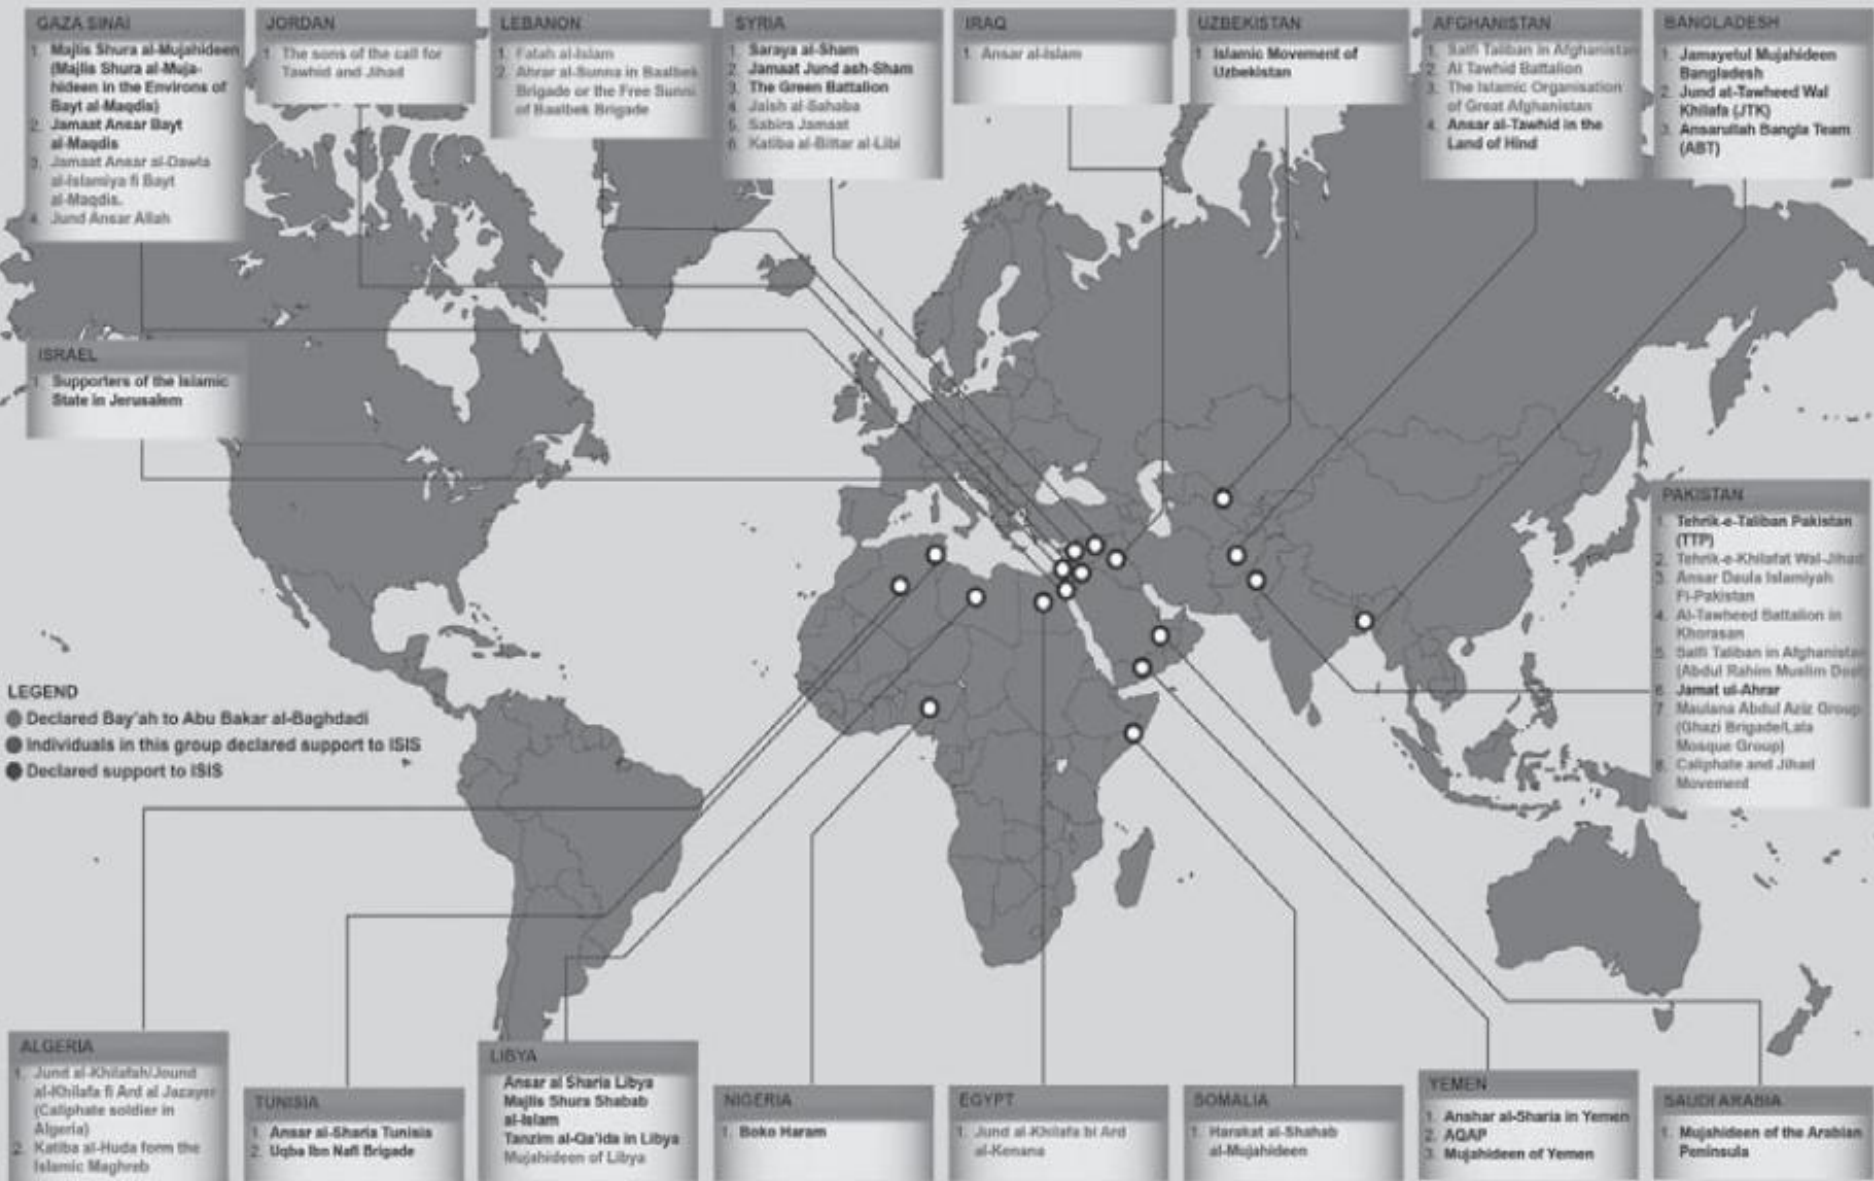 GAZA SINAI
1. Majlis Shura al-Mujahideen
(Majlis Shura al-Muja-
hideen in the Environs of
Bayt al-Maqdis)
2. Jamaat Ansar Bayt
al-Maqdis
3. Jamaat Ansar al-Dawla
al-Islamiya fi Bayt
al-Maqdis.
4. Jund Ansar Allah
JORDAN
1. The sons of the call for
Tawhid and Jihad
LEBANON
1. Fatah al-Islam
2. Ahrar al-Sunna in Baalbek
Brigade or the Free Sunni
of Baalbek Brigade
SYRIA
1. Saraya al-Sham
2. Jamaat Jund ash-Sham
3. The Green Battalion
4. Jaish al-Sahaba
5. Sabira Jamaat
6. Katiba al-Bittar al-Libi
IRAQ
1. Ansar al-Islam
UZBEKISTAN
1. Islamic Movement of
Uzbekistan
AFGHANISTAN
1. Salfi Taliban in Afghanistan
2. Al Tawhid Battalion
3. The Islamic Organisation
of Great Afghanistan
4. Ansar al-Tawhid in the
Land of Hind
BANGLADESH
1. Jamayetul Mujahideen
Bangladesh
2. Jund at-Tawheed Wal
Khilafa (JTK)
3. Ansarullah Bangla Team
(ABT)
ISRAEL
1. Supporters of the Islamic
State in Jerusalem
PAKISTAN
1. Tehrik-e-Taliban Pakistan
(TTP)
2. Tehrik-e-Khilafat Wal-Jihad
3. Ansar Daula Islamiyah
Fi-Pakistan
4. Al-Tawheed Battalion in
Khorasan
5. Salfi Taliban in Afghanistan
(Abdul Rahim Muslim Dost
6. Jamat ul-Ahrar
7. Maulana Abdul Aziz Group
(Ghazi Brigade/Lala
Mosque Group)
8. Caliphate and Jihad
Movement
LEGEND
Declared Bay'ah to Abu Bakar al-Baghdadi
Individuals in this group declared support to ISIS
Declared support to ISIS
ALGERIA
1. Jund al-Khilafah/Jound
al-Khilafa fi Ard al Jazayer
(Caliphate soldier in
Algeria)
2. Katiba al-Huda form the
Islamic Maghreb
TUNISIA
1. Ansar al-Sharia Tunisia
2. Uqba Ibn Nafi Brigade
LIBYA
Ansar al Sharia Libya
Majlis Shura Shabab
al-Islam
Tanzim al-Qa'ida in Libya
Mujahideen of Libya
NIGERIA
1. Boko Haram
EGYPT
1. Jund al-Khilafa bi Ard
al-Kenana
SOMALIA
1. Harakat al-Shahab
al-Mujahideen
YEMEN
1. Anshar al-Sharia in Yemen
2. AQAP
3. Mujahideen of Yemen
SAUDI ARABIA
1. Mujahideen of the Arabian
Peninsula